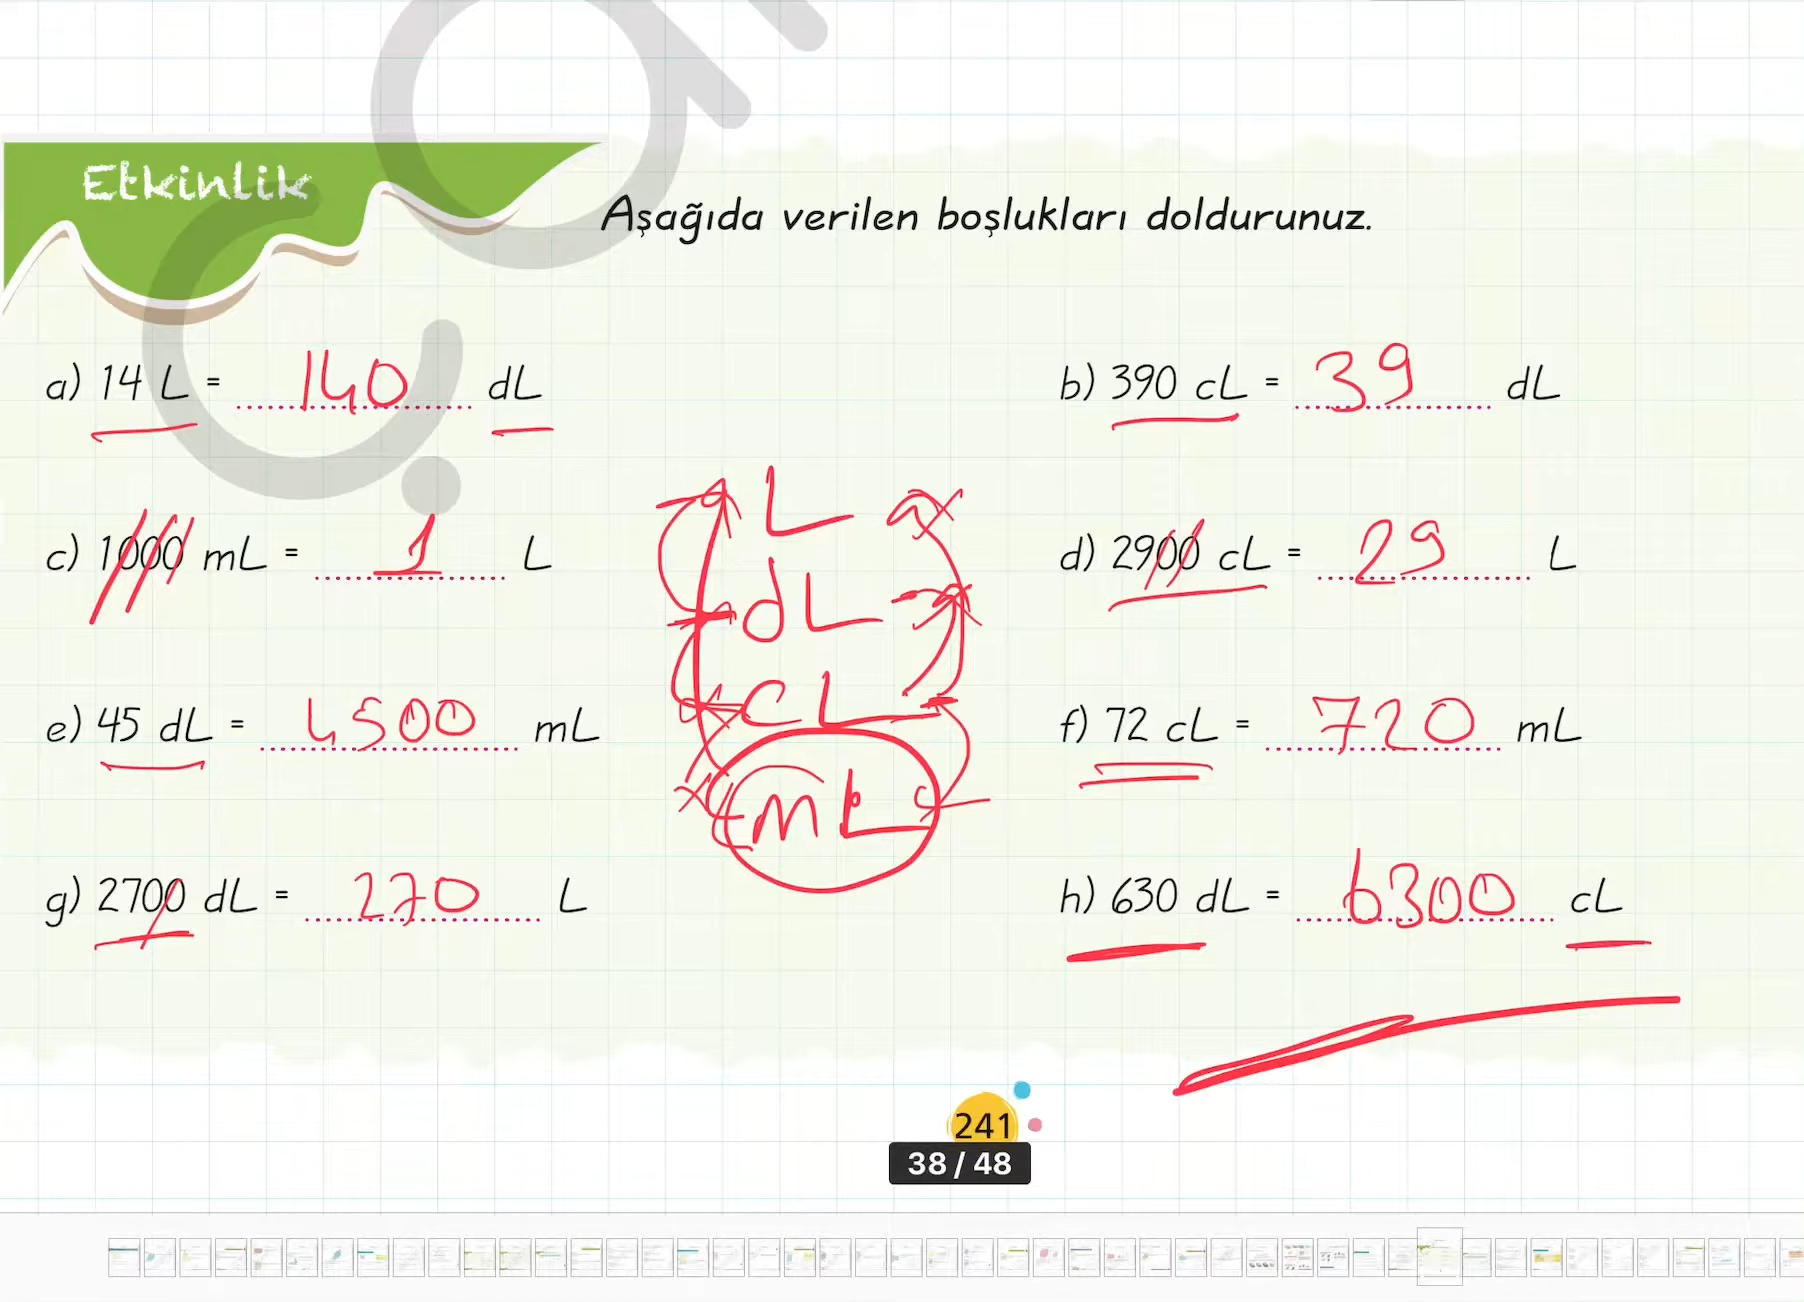 Etkinlik
Aşağıda verilen boşlukları doldurunuz.
a) 14 L = 140 dL
b) 390 cL = 39 dL
c) 1000 mL = 1 L
d) 2900 cL = 29 L
e) 45 dL = 4500 mL
f) 72 cL = 720 mL
g) 2700 dL = 270 L
h) 630 dL = 6300 cL
L
dL
cL
mL
241
38 / 48